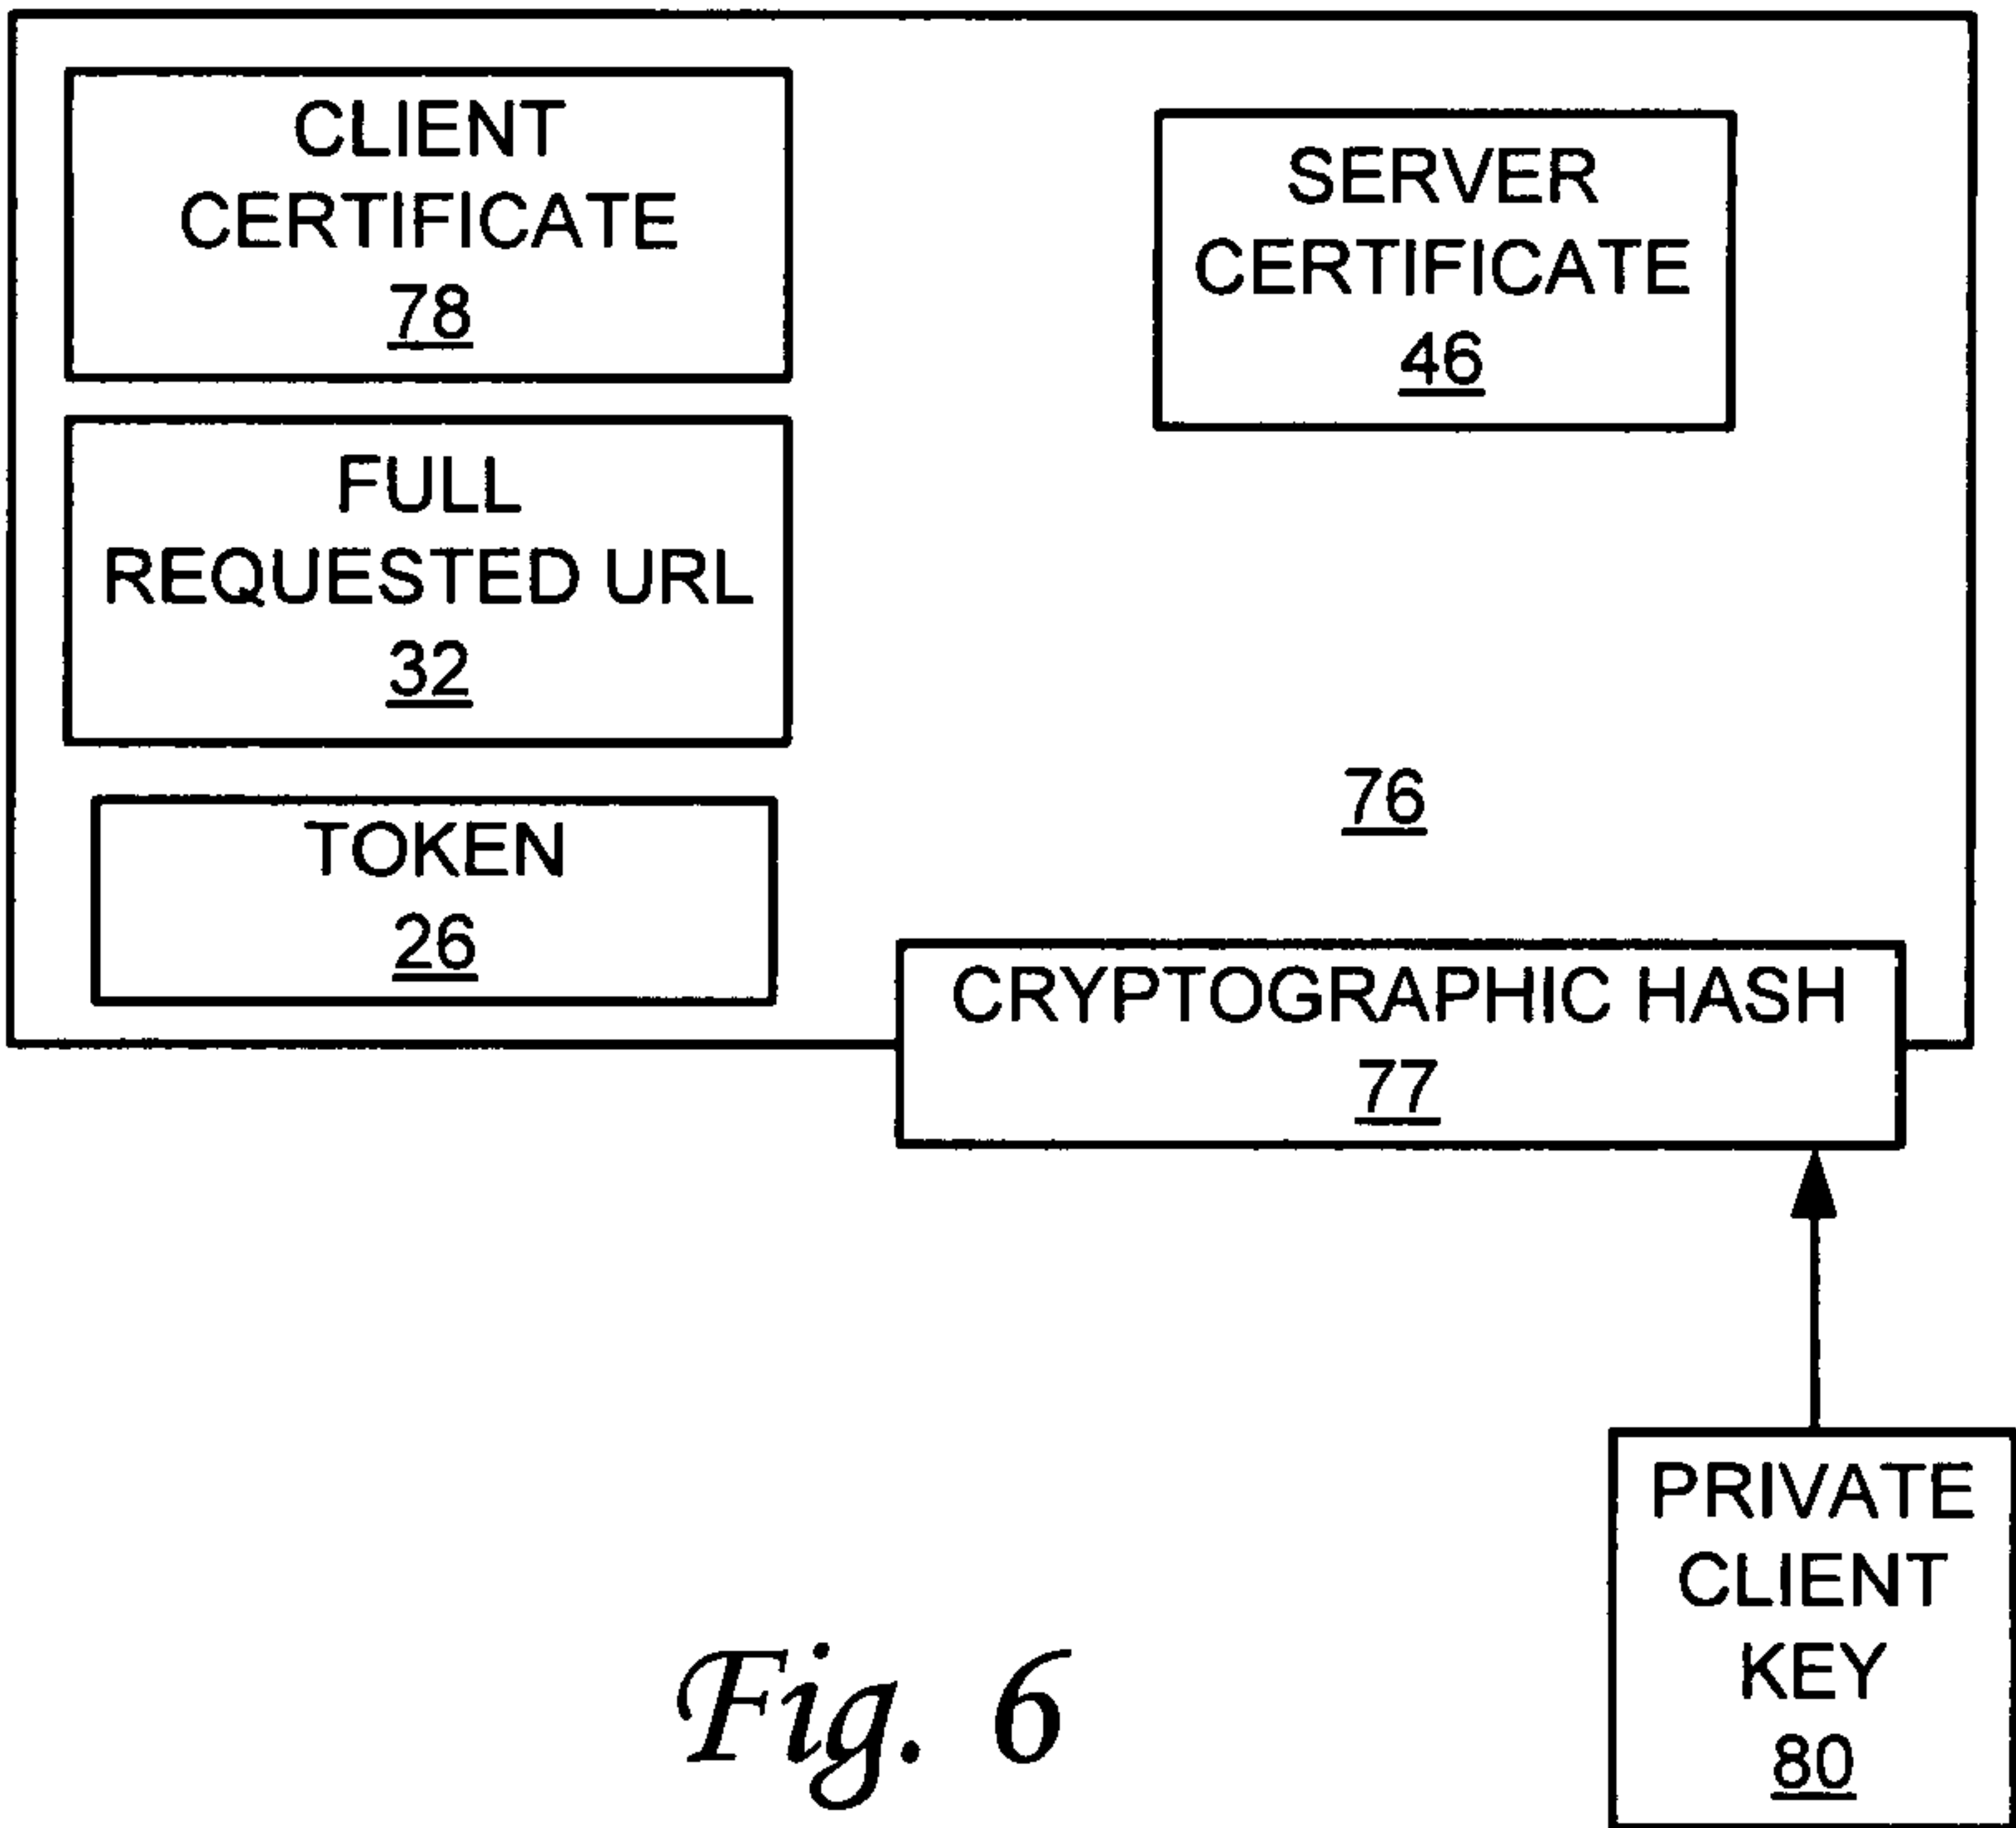 CLIENT
CERTIFICATE
78
SERVER
CERTIFICATE
46
FULL
REQUESTED URL
32
76
TOKEN
26
CRYPTOGRAPHIC HASH
77
PRIVATE
CLIENT
KEY
80
Fig. 6